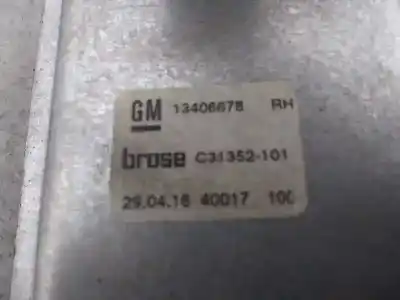 GM 13406678 RH
brose C31352-101
29.04.16 40017 100